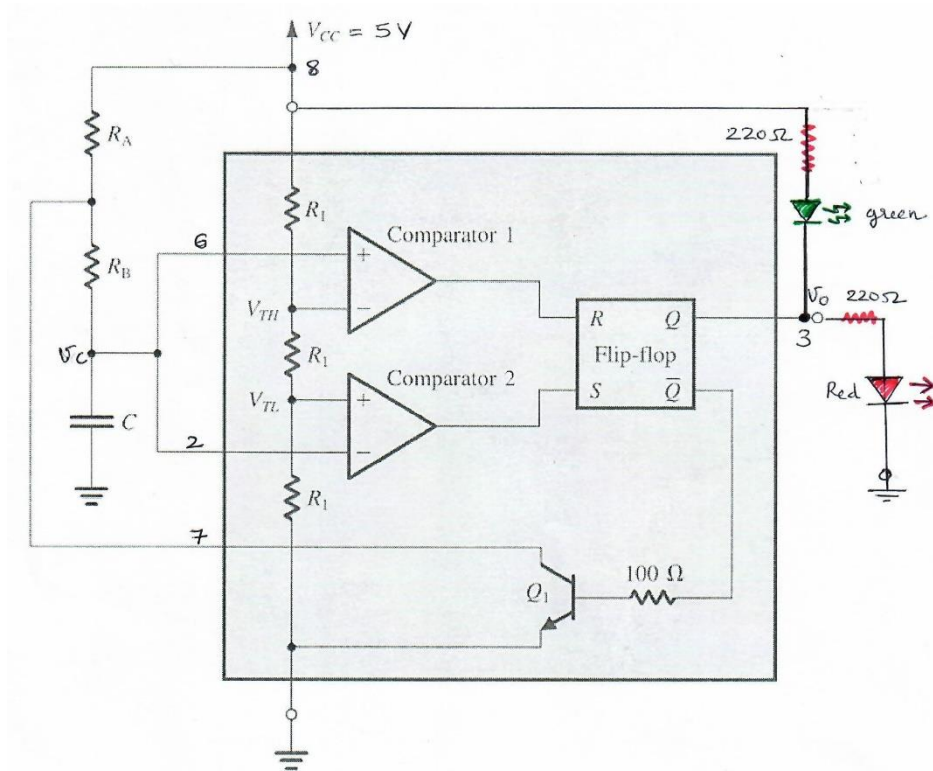 V_CC = 5V
8
R_A
220Ω
R_1
green
6
Comparator 1
R_B
V_TH
v_o 220Ω
R Q
3
Flip-flop
v_c
R_1
Comparator 2
Red
S Q̅
V_TL
C
2
R_1
7
100 Ω
Q_1